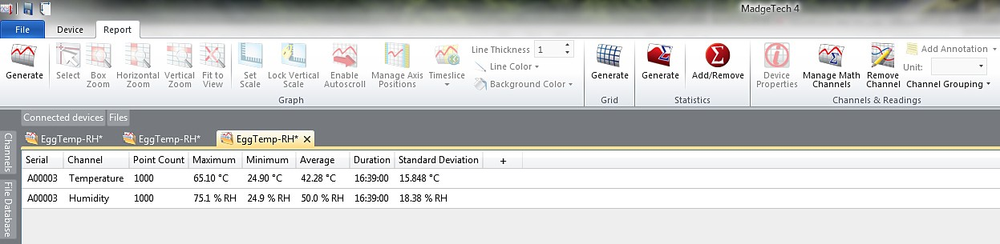 MadgeTech 4
File Device Report
Generate Select Box Zoom Horizontal Zoom Vertical Zoom Fit to View Set Scale Lock Vertical Scale Enable Autoscroll Manage Axis Positions Timeslice
Line Thickness 1
Line Color
Background Color
Graph
Generate
Grid
Generate Add/Remove
Statistics
Device Properties Manage Math Channels Remove Channel
Add Annotation
Unit:
Channel Grouping
Channels & Readings
Connected devices Files
Channels
File Database
EggTemp-RH* EggTemp-RH* EggTemp-RH*
Serial Channel Point Count Maximum Minimum Average Duration Standard Deviation +
A00003 Temperature 1000 65.10 °C 24.90 °C 42.28 °C 16:39:00 15.848 °C
A00003 Humidity 1000 75.1 % RH 24.9 % RH 50.0 % RH 16:39:00 18.38 % RH